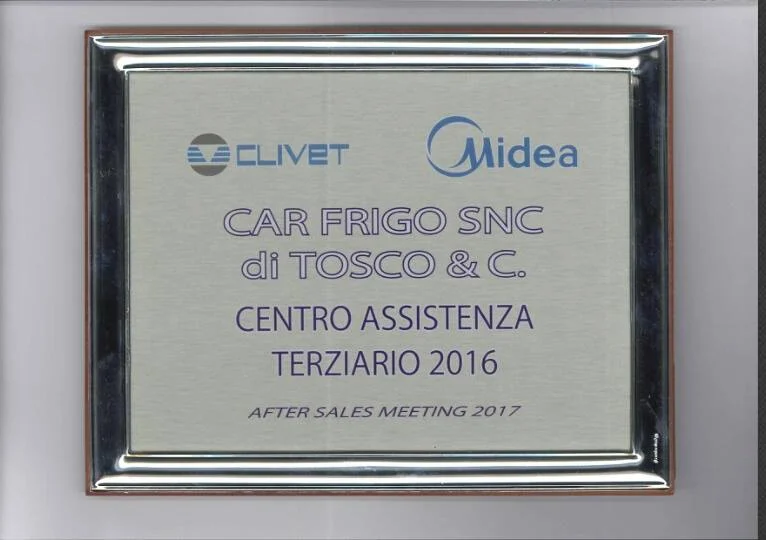 CLIVET Midea
CAR FRIGO SNC
di TOSCO & C.
CENTRO ASSISTENZA
TERZIARIO 2016
AFTER SALES MEETING 2017